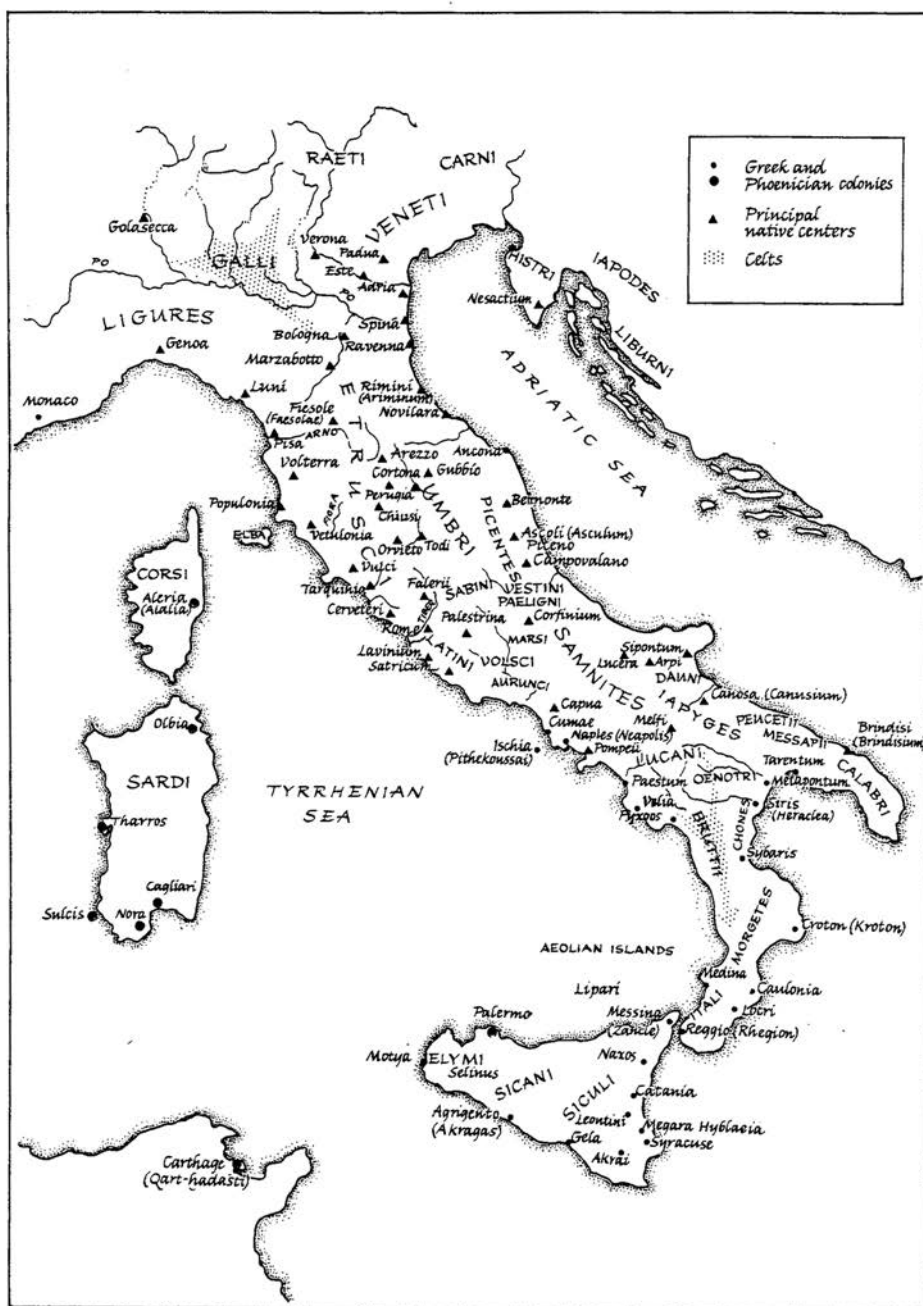 Greek and
Phoenician colonies
Principal
native centers
Celts
RAETI
CARNI
VENETI
Golasecca
Verona
Padua
Este
GALLI
PO
PO
Adria
HISTRI
IAPODES
Nesactium
LIBURNI
LIGURES
Spina
Bologna
Ravenna
Genoa
Marzabotto
ADRIATIC SEA
Luni
Rimini
(Ariminum)
Monaco
Fiesole
(Faesolae)
Novilara
ETRUSCI
Pisa
ARNO
Arezzo
Ancona
Volterra
Cortona
Gubbio
UMBRI
Perugia
PICENTES
Belmonte
Populonia
FIORA
Chiusi
Vetulonia
ELBA
Orvieto
Todi
Ascoli (Asculum)
Piceno
Campovalano
CORSI
Vulci
Aleria
(Alalia)
Tarquinia
Falerii
SABINI
VESTINI
PAELIGNI
Cerveteri
TIBER
Palestrina
Corfinium
Rome
MARSI
SAMNITES
Lavinium
LATINI
VOLSCI
Sipontum
Satricum
Lucera
Arpi
AURUNCI
DAUNI
IAPYGES
Canosa (Canusium)
Olbia
Capua
Cumae
Melfi
PEUCETII
Naples (Neapolis)
MESSAPII
Brindisi
(Brindisium)
Ischia
(Pithekoussai)
Pompeii
LUCANI
Tarentum
SARDI
TYRRHENIAN
SEA
Paestum
OENOTRI
Metapontum
CALABRI
Velia
Siris
(Heraclea)
Tharros
Pyxoos
BRUTTII
CHONES
Sybaris
Cagliari
Sulcis
Nora
Croton (Kroton)
MORGETES
AEOLIAN ISLANDS
Medina
Lipari
Caulonia
ITALI
Locri
Palermo
Messina
(Zancle)
Reggio (Rhegion)
Motya
ELYMI
Selinus
Naxos
SICANI
SICULI
Catania
Agrigento
(Akragas)
Leontini
Megara Hyblaeia
Gela
Syracuse
Akrai
Carthage
(Qart-hadasti)